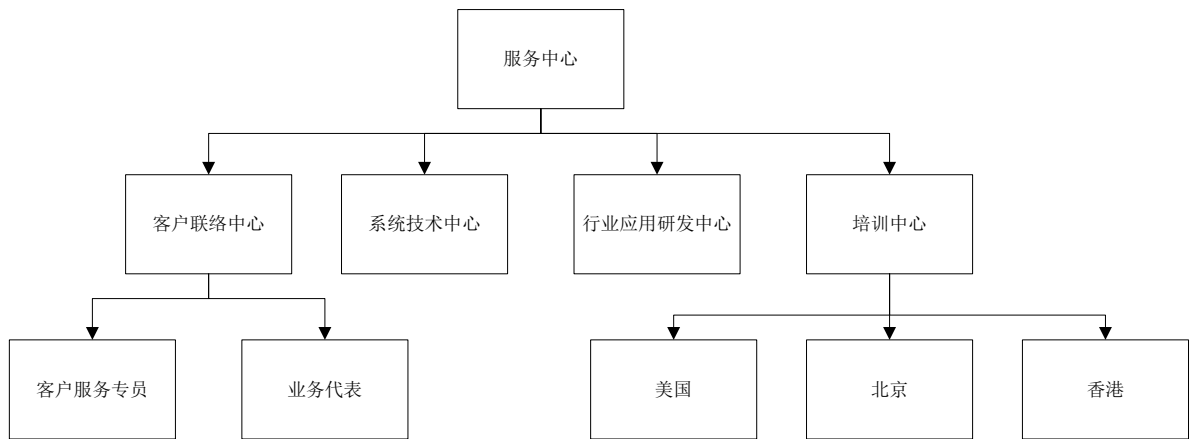 服务中心
客户联络中心
系统技术中心
行业应用研发中心
培训中心
客户服务专员
业务代表
美国
北京
香港